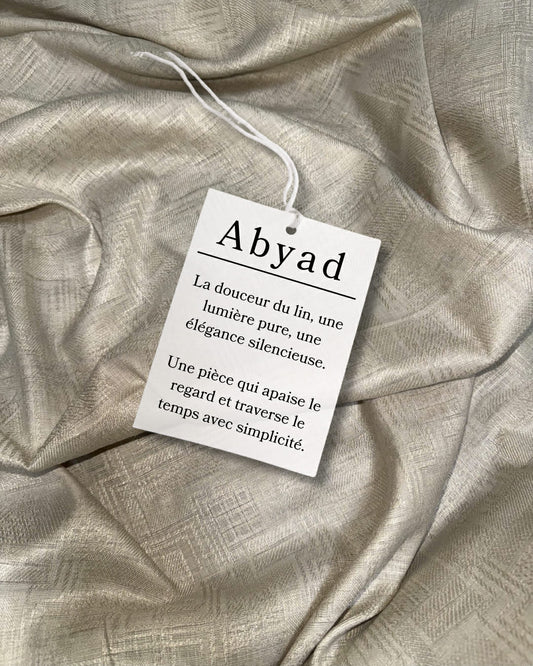 Abyad
La douceur du lin, une
lumière pure, une
élégance silencieuse.
Une pièce qui apaise le
regard et traverse le
temps avec simplicité.